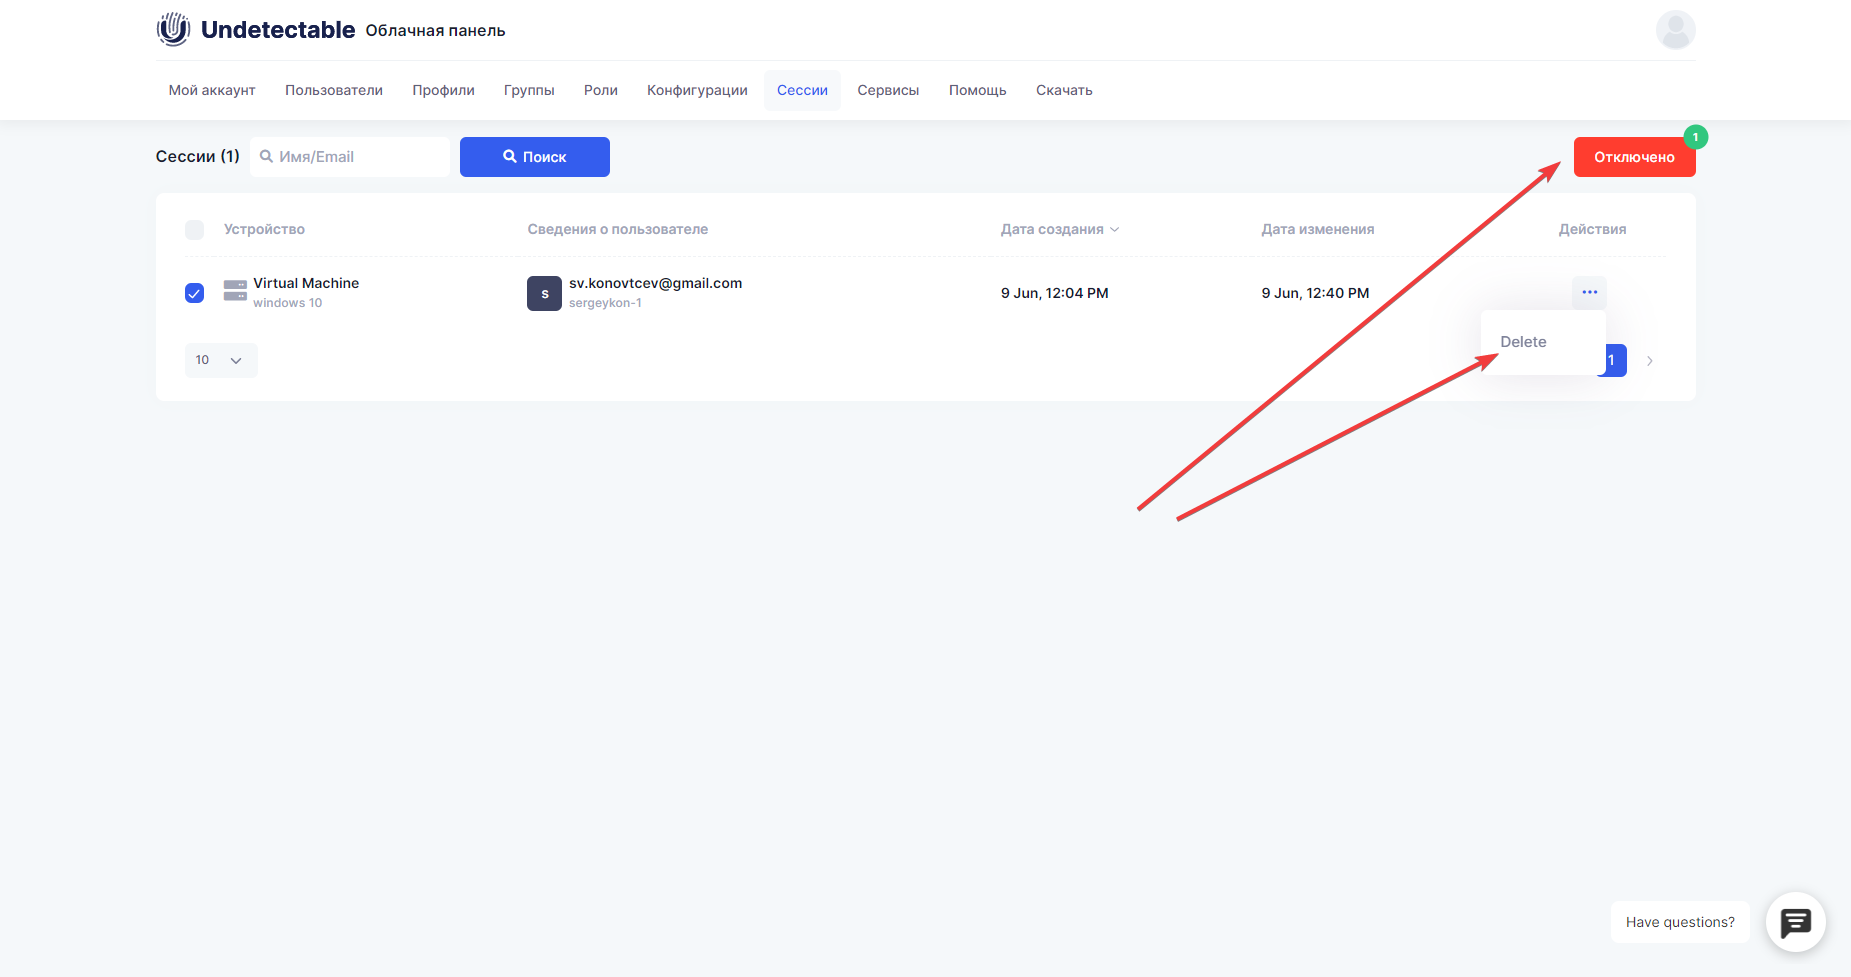 Undetectable Облачная панель
Мой аккаунт Пользователи Профили Группы Роли Конфигурации Сессии Сервисы Помощь Скачать
Сессии (1) Имя/Email Поиск Отключено 1
Устройство Сведения о пользователе Дата создания Дата изменения Действия
Virtual Machine
windows 10
s
sv.konovtcev@gmail.com
sergeykon-1
9 Jun, 12:04 PM 9 Jun, 12:40 PM
Delete
10 1
Have questions?